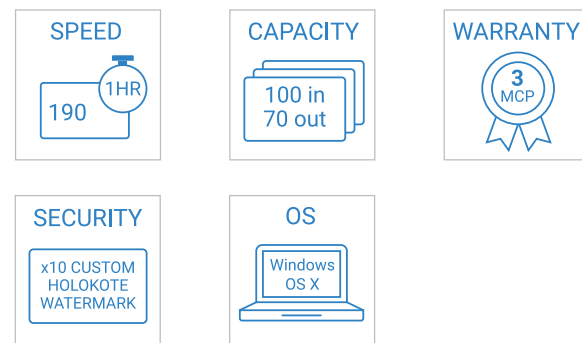 SPEED
1HR
190
CAPACITY
100 in
70 out
WARRANTY
3
MCP
SECURITY
x10 CUSTOM
HOLOKOTE
WATERMARK
OS
Windows
OS X